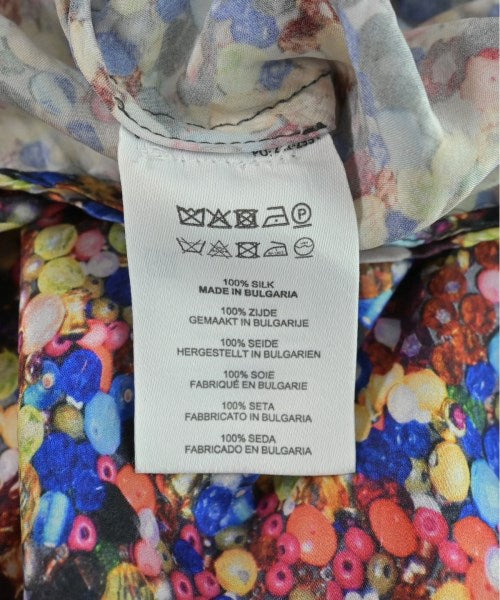 100% SILK
MADE IN BULGARIA
100% ZIJDE
GEMAAKT IN BULGARIJE
100% SEIDE
HERGESTELLT IN BULGARIEN
100% SOIE
FABRIQUÉ EN BULGARIE
100% SETA
FABBRICATO IN BULGARIA
100% SEDA
FABRICADO EN BULGARIA